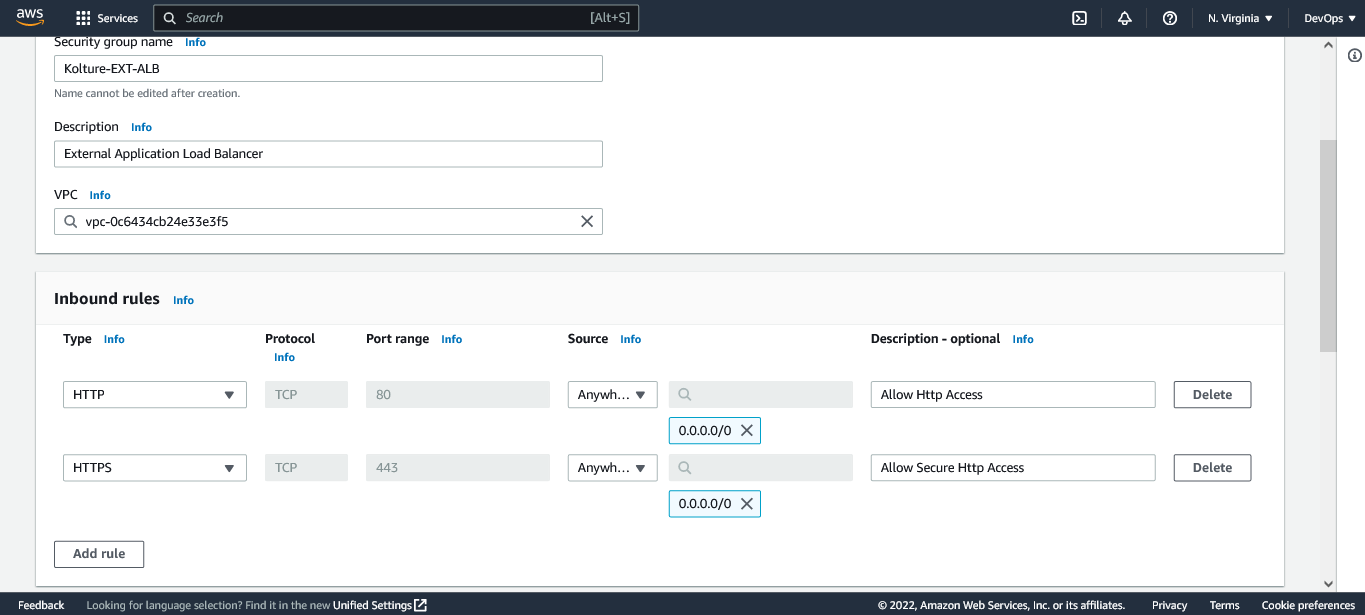 aws Services Search [Alt+S] N. Virginia DevOps
Security group name Info
Kolture-EXT-ALB
Name cannot be edited after creation.
Description Info
External Application Load Balancer
VPC Info
vpc-0c6434cb24e33e3f5
Inbound rules Info
Type Info Protocol Info Port range Info Source Info Description - optional Info
HTTP TCP 80 Anywh... Allow Http Access Delete
0.0.0.0/0
HTTPS TCP 443 Anywh... Allow Secure Http Access Delete
0.0.0.0/0
Add rule
Feedback Looking for language selection? Find it in the new Unified Settings © 2022, Amazon Web Services, Inc. or its affiliates. Privacy Terms Cookie preferences